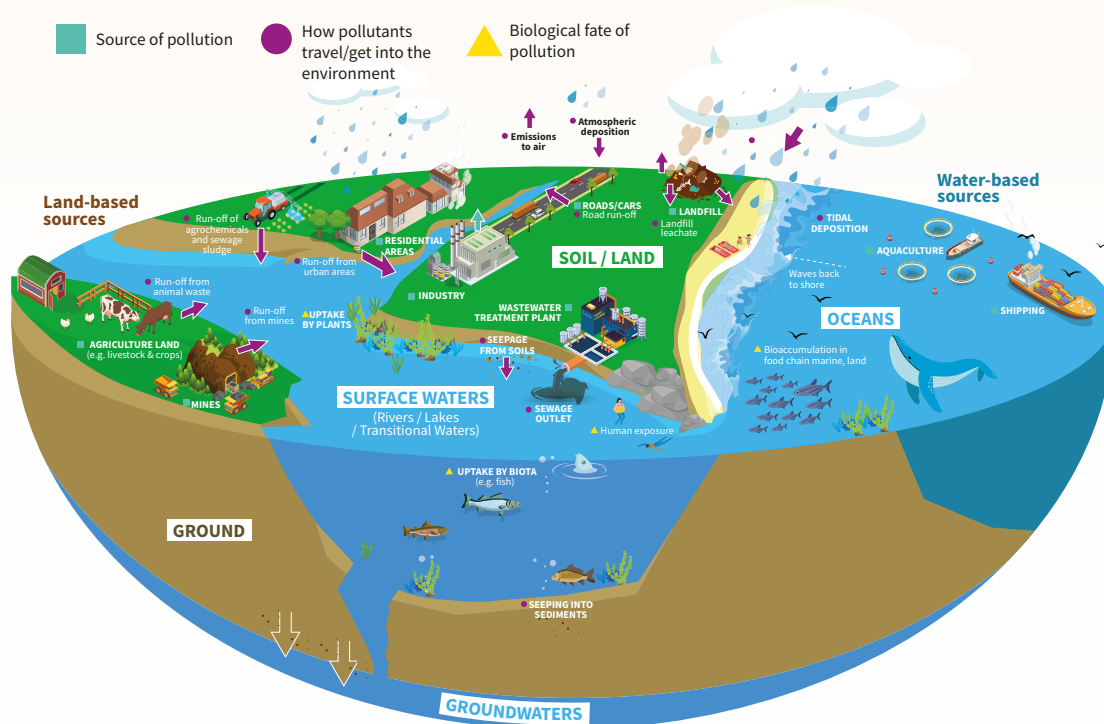 Source of pollution
How pollutants
travel/get into the
environment
Biological fate of
pollution
Emissions
to air
Atmospheric
deposition
Land-based
sources
Water-based
sources
Run-off of
agrochemicals
and sewage
sludge
RESIDENTIAL
AREAS
ROADS/CARS
Road run-off
LANDFILL
Landfill
leachate
TIDAL
DEPOSITION
AQUACULTURE
Run-off from
urban areas
SOIL / LAND
Waves back
to shore
Run-off from
animal waste
INDUSTRY
Run-off
from mines
UPTAKE
BY PLANTS
WASTEWATER
TREATMENT PLANT
OCEANS
SHIPPING
AGRICULTURE LAND
(e.g. livestock & crops)
SEEPAGE
FROM SOILS
Bioaccumulation in
food chain marine, land
MINES
SURFACE WATERS
(Rivers / Lakes
/ Transitional Waters)
SEWAGE
OUTLET
Human exposure
UPTAKE BY BIOTA
(e.g. fish)
GROUND
SEEPING INTO
SEDIMENTS
GROUNDWATERS